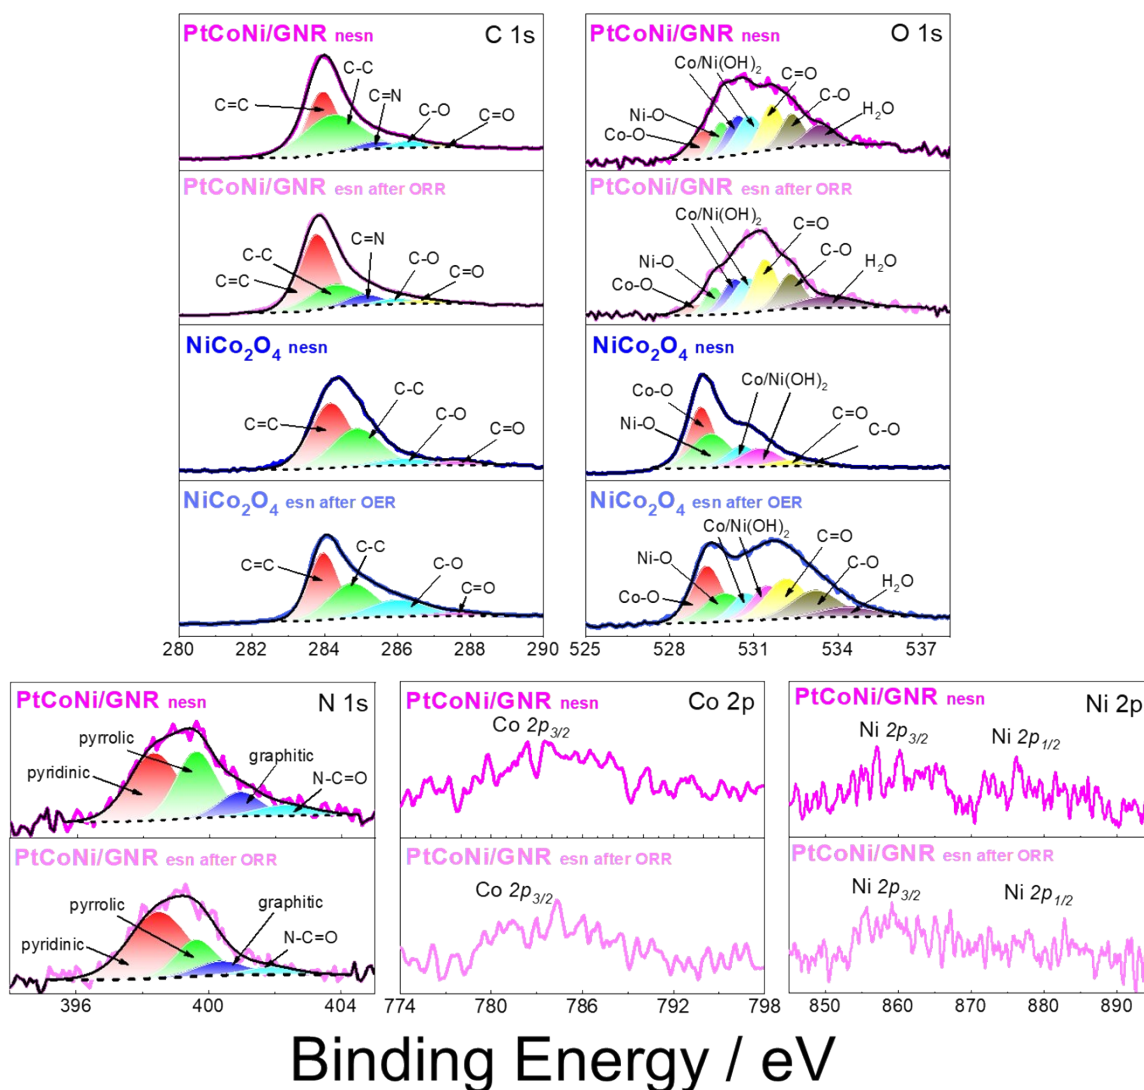 PtCoNi/GNR nesn
C 1s
C=C
C-C
C=N
C-O
C=O
PtCoNi/GNR esn after ORR
C=C
C-C
C=N
C-O
C=O
NiCo₂O₄ nesn
C=C
C-C
C-O
C=O
NiCo₂O₄ esn after OER
C=C
C-C
C-O
C=O
280 282 284 286 288 290
PtCoNi/GNR nesn
O 1s
Co-O
Ni-O
Co/Ni(OH)₂
C=O
C-O
H₂O
PtCoNi/GNR esn after ORR
Co-O
Ni-O
Co/Ni(OH)₂
C=O
C-O
H₂O
NiCo₂O₄ nesn
Co-O
Ni-O
Co/Ni(OH)₂
C=O
C-O
NiCo₂O₄ esn after OER
Co-O
Ni-O
Co/Ni(OH)₂
C=O
C-O
H₂O
525 528 531 534 537
PtCoNi/GNR nesn
N 1s
pyridinic
pyrrolic
graphitic
N-C=O
PtCoNi/GNR esn after ORR
pyridinic
pyrrolic
graphitic
N-C=O
396 400 404
PtCoNi/GNR nesn
Co 2p
Co 2p₃/₂
PtCoNi/GNR esn after ORR
Co 2p₃/₂
774 780 786 792 798
PtCoNi/GNR nesn
Ni 2p
Ni 2p₃/₂
Ni 2p₁/₂
PtCoNi/GNR esn after ORR
Ni 2p₃/₂
Ni 2p₁/₂
850 860 870 880 890
Binding Energy / eV